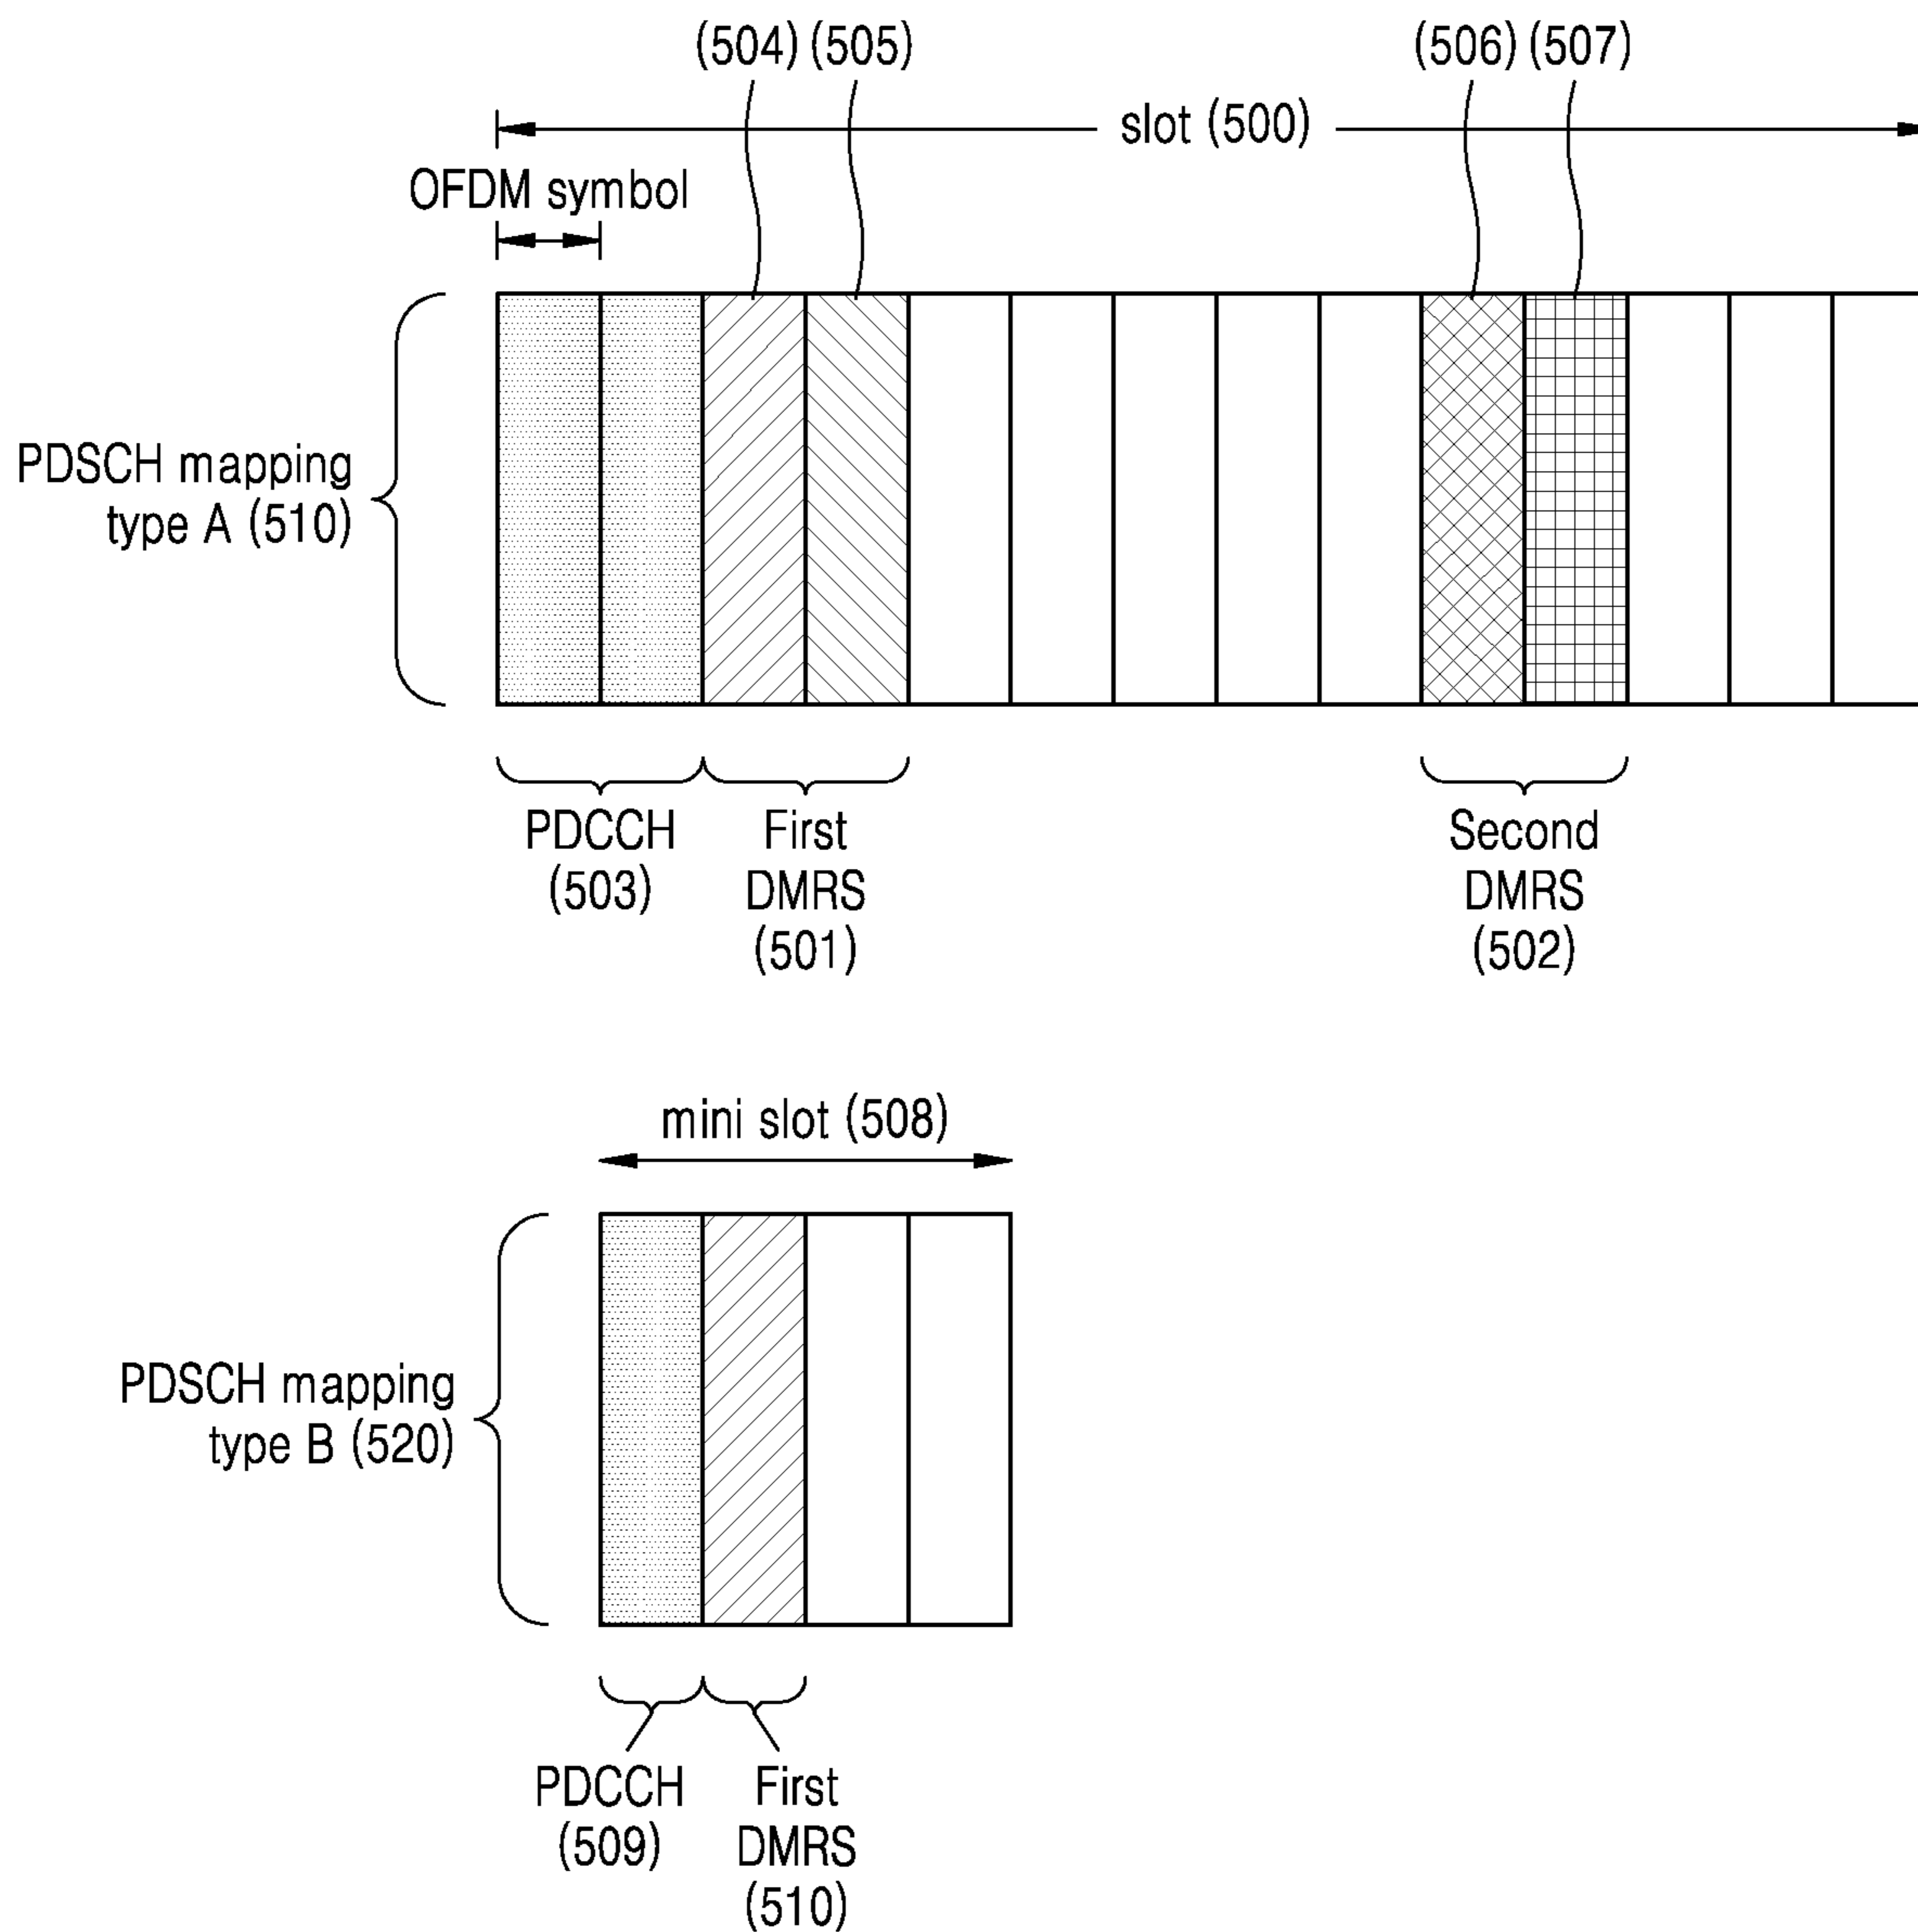 (504) (505)
(506) (507)
slot (500)
OFDM symbol
PDSCH mapping
type A (510)
PDCCH
(503)
First
DMRS
(501)
Second
DMRS
(502)
mini slot (508)
PDSCH mapping
type B (520)
PDCCH
(509)
First
DMRS
(510)